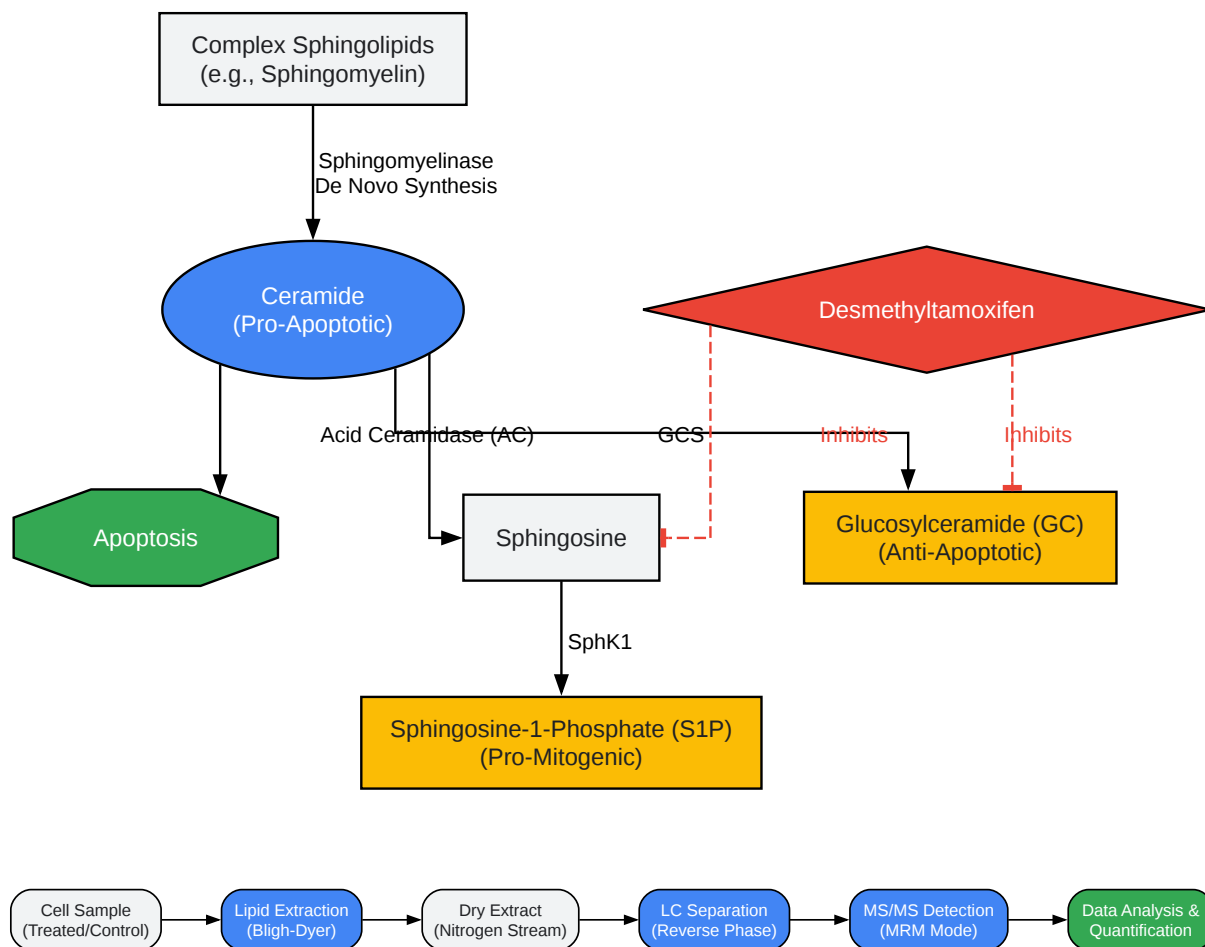 Complex Sphingolipids
(e.g., Sphingomyelin)
Sphingomyelinase
De Novo Synthesis
Ceramide
(Pro-Apoptotic)
Desmethyltamoxifen
Acid Ceramidase (AC)
GCS
Inhibits
Inhibits
Apoptosis
Sphingosine
Glucosylceramide (GC)
(Anti-Apoptotic)
SphK1
Sphingosine-1-Phosphate (S1P)
(Pro-Mitogenic)
Cell Sample
(Treated/Control)
Lipid Extraction
(Bligh-Dyer)
Dry Extract
(Nitrogen Stream)
LC Separation
(Reverse Phase)
MS/MS Detection
(MRM Mode)
Data Analysis &
Quantification